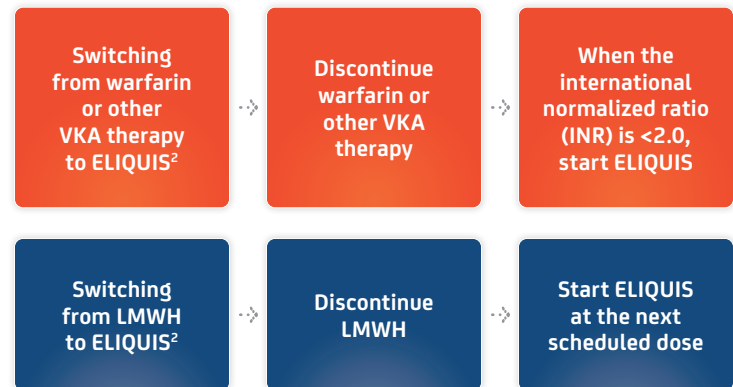 Switching
from warfarin
or other
VKA therapy
to ELIQUIS²
Discontinue
warfarin or
other VKA
therapy
When the
international
normalized ratio
(INR) is <2.0,
start ELIQUIS
Switching
from LMWH
to ELIQUIS²
Discontinue
LMWH
Start ELIQUIS
at the next
scheduled dose